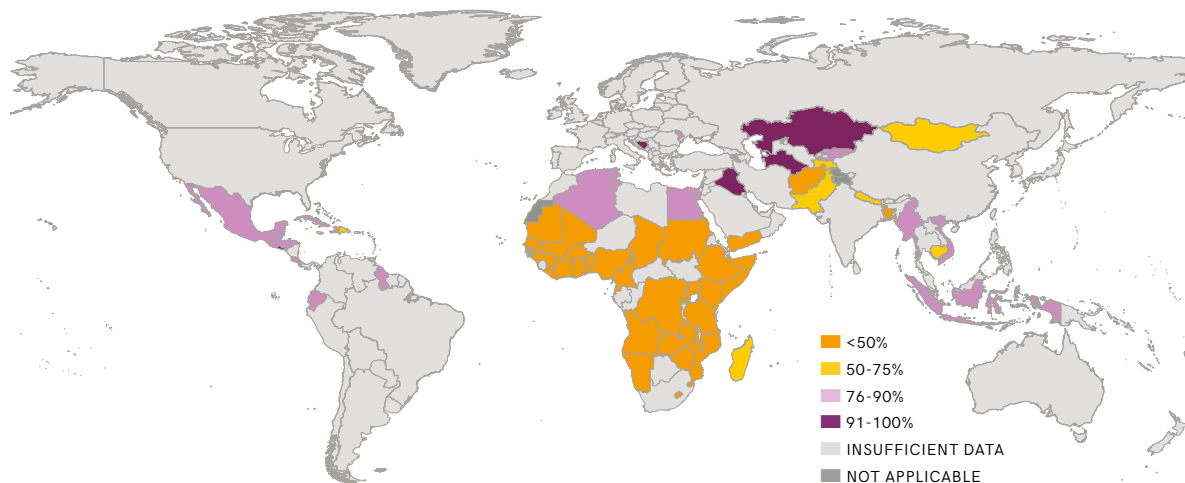 <50%
50-75%
76-90%
91-100%
INSUFFICIENT DATA
NOT APPLICABLE